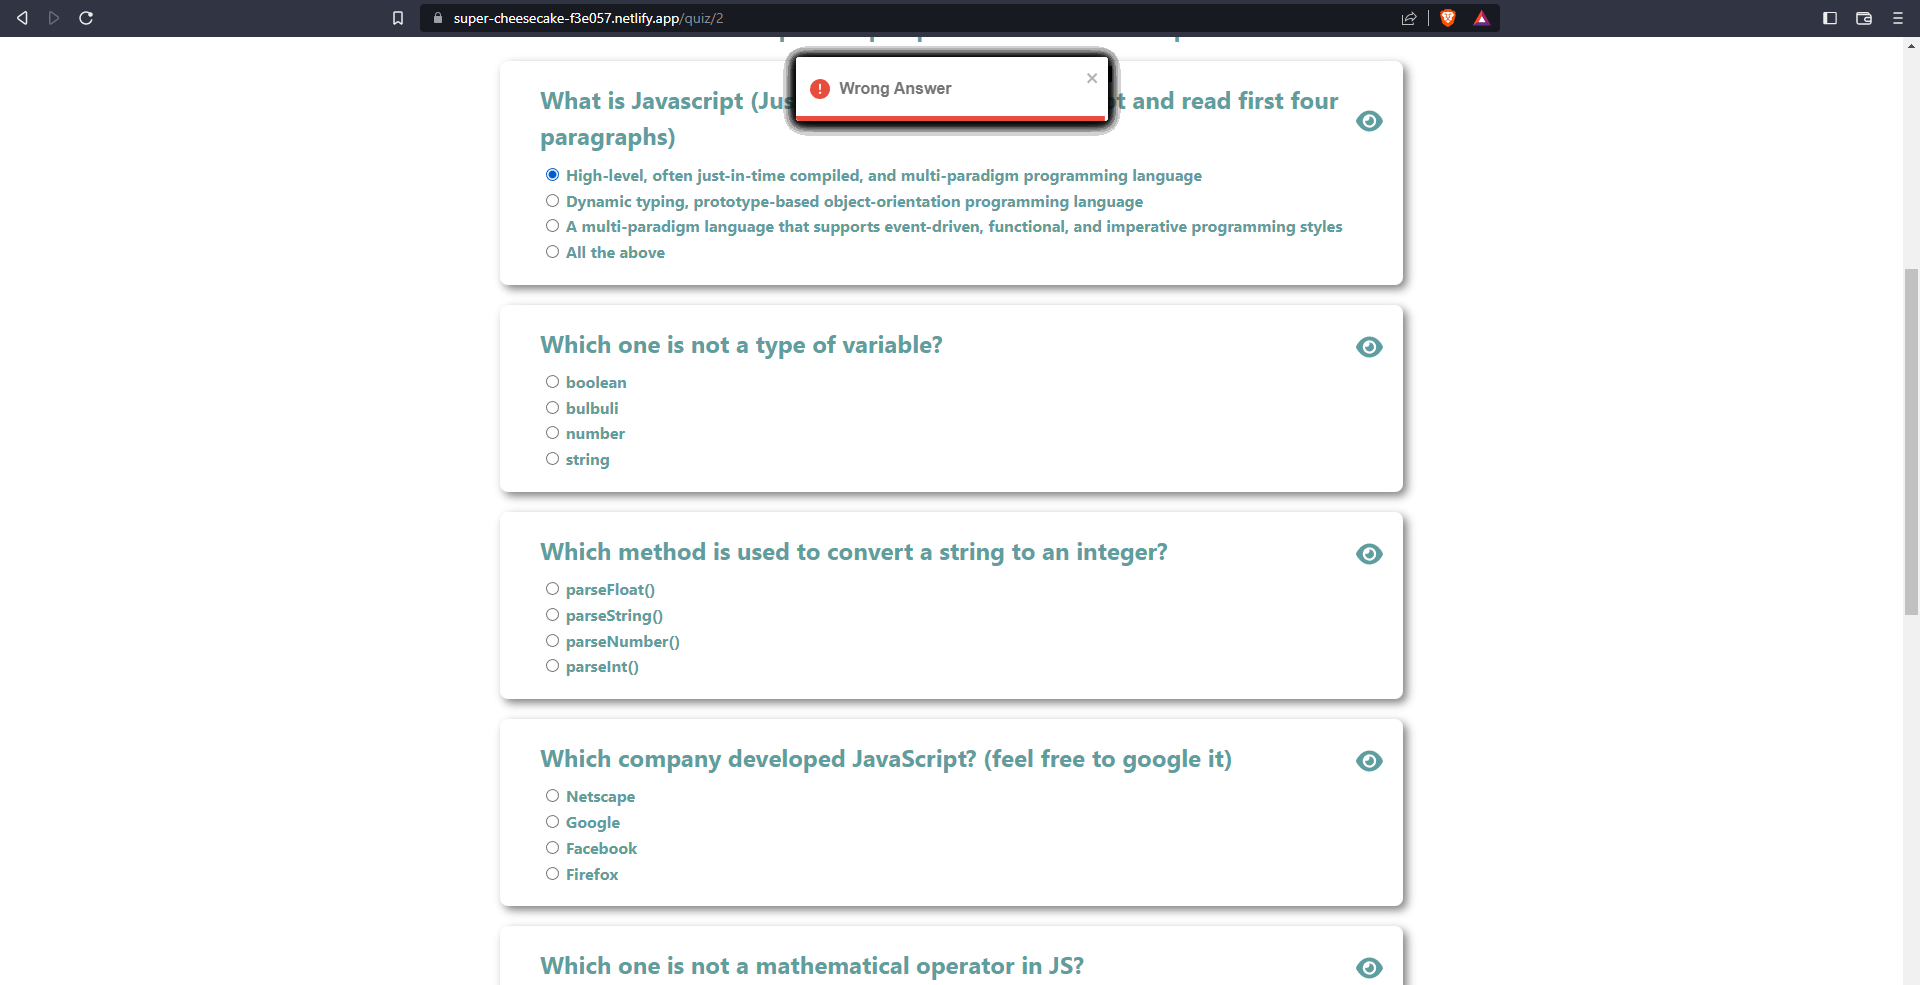 super-cheesecake-f3e057.netlify.app/quiz/2
Wrong Answer
×
What is Javascript (Jus t and read first four
paragraphs)
High-level, often just-in-time compiled, and multi-paradigm programming language
Dynamic typing, prototype-based object-orientation programming language
A multi-paradigm language that supports event-driven, functional, and imperative programming styles
All the above
Which one is not a type of variable?
boolean
bulbuli
number
string
Which method is used to convert a string to an integer?
parseFloat()
parseString()
parseNumber()
parseInt()
Which company developed JavaScript? (feel free to google it)
Netscape
Google
Facebook
Firefox
Which one is not a mathematical operator in JS?